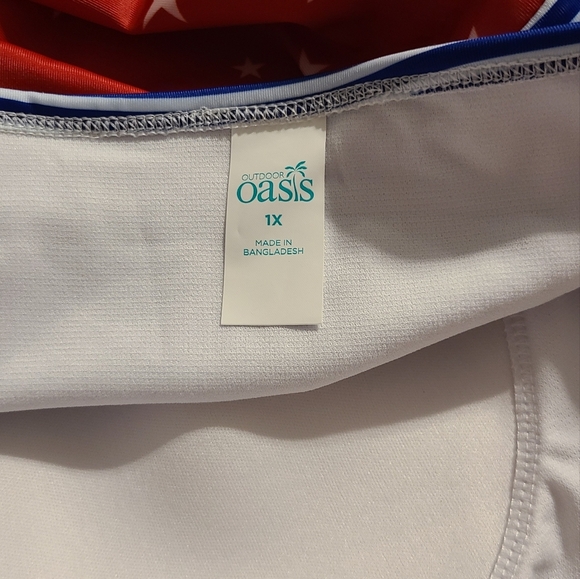 OUTDOOR
oasis
1X
MADE IN
BANGLADESH